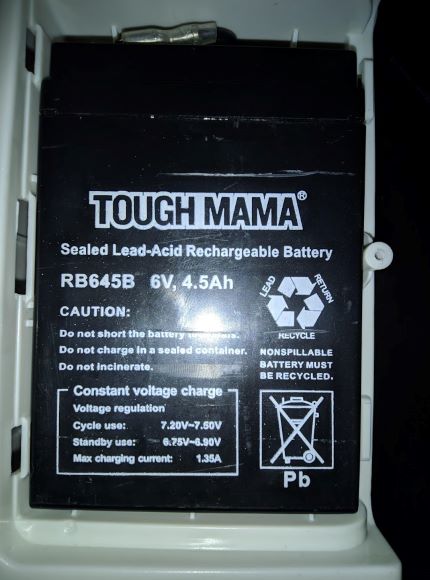 TOUGH MAMA®
Sealed Lead-Acid Rechargeable Battery
RB645B 6V, 4.5Ah
CAUTION:
Do not short the battery
Do not charge in a sealed container.
Do not incinerate.
LEAD
RETURN
RECYCLE
NONSPILLABLE
BATTERY MUST
BE RECYCLED.
Constant voltage charge
Voltage regulation
Cycle use: 7.20V~7.50V
Standby use: 6.75V~6.90V
Max charging current: 1.35A
Pb